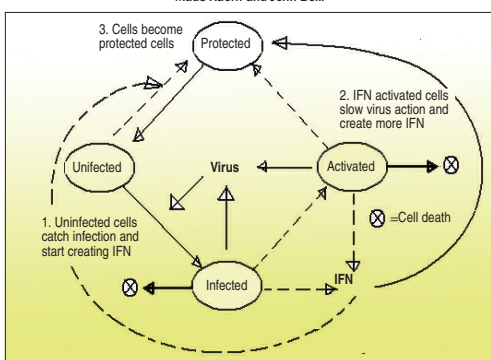 3. Cells become
protected cells
Protected
2. IFN activated cells
slow virus action and
create more IFN
Unifected
Virus
Activated
=Cell death
1. Uninfected cells
catch infection and
start creating IFN
Infected
IFN